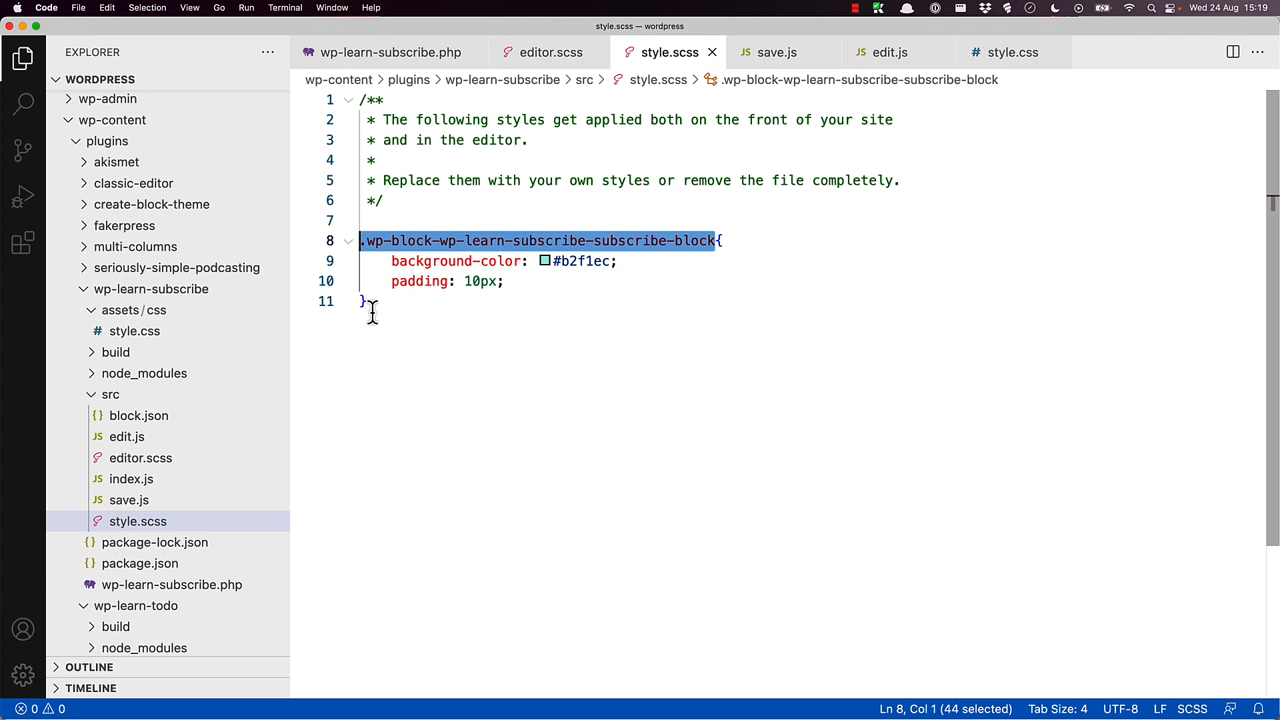 Code File Edit Selection View Go Run Terminal Window Help Wed 24 Aug 15:19
style.scss — wordpress
EXPLORER
wp-learn-subscribe.php editor.scss style.scss save.js edit.js style.css
WORDPRESS
wp-admin
wp-content
plugins
akismet
classic-editor
create-block-theme
fakerpress
multi-columns
seriously-simple-podcasting
wp-learn-subscribe
assets/css
# style.css
build
node_modules
src
{} block.json
JS edit.js
editor.scss
JS index.js
JS save.js
style.scss
{} package-lock.json
{} package.json
wp-learn-subscribe.php
wp-learn-todo
build
node_modules
OUTLINE
TIMELINE
wp-content > plugins > wp-learn-subscribe > src > style.scss > .wp-block-wp-learn-subscribe-subscribe-block
1 /**
2 * The following styles get applied both on the front of your site
3 * and in the editor.
4 *
5 * Replace them with your own styles or remove the file completely.
6 */
7
8 .wp-block-wp-learn-subscribe-subscribe-block{
9 background-color: #b2f1ec;
10 padding: 10px;
11 }
0 0 Ln 8, Col 1 (44 selected) Tab Size: 4 UTF-8 LF SCSS